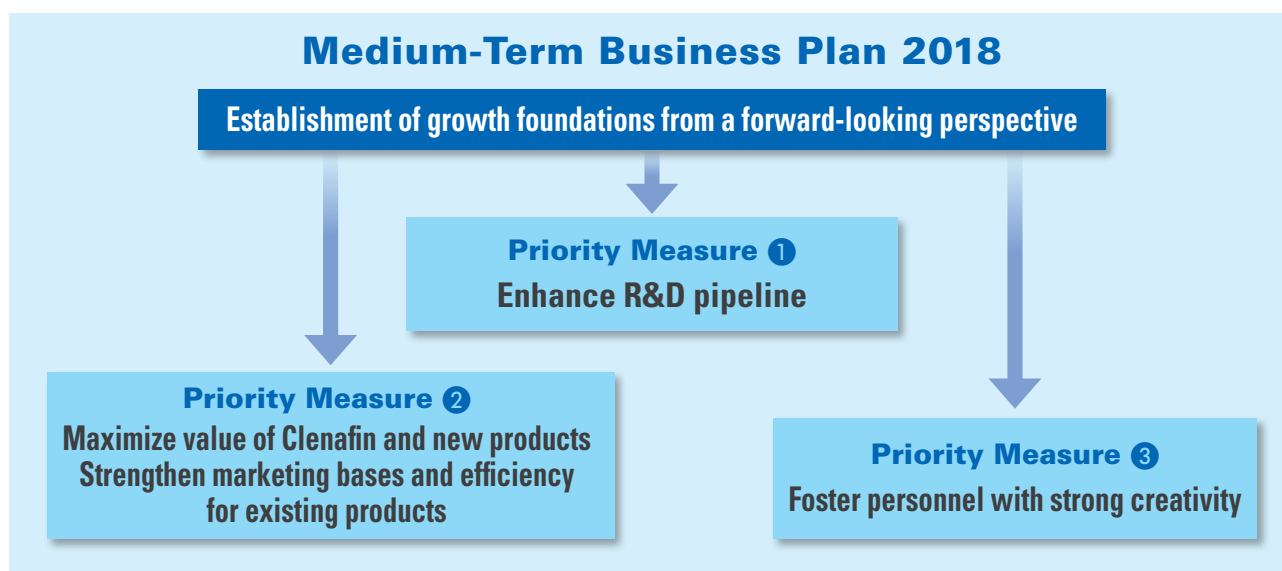 Medium-Term Business Plan 2018
Establishment of growth foundations from a forward-looking perspective
Priority Measure ❶
Enhance R&D pipeline
Priority Measure ❷
Maximize value of Clenafin and new products
Strengthen marketing bases and efficiency
for existing products
Priority Measure ❸
Foster personnel with strong creativity